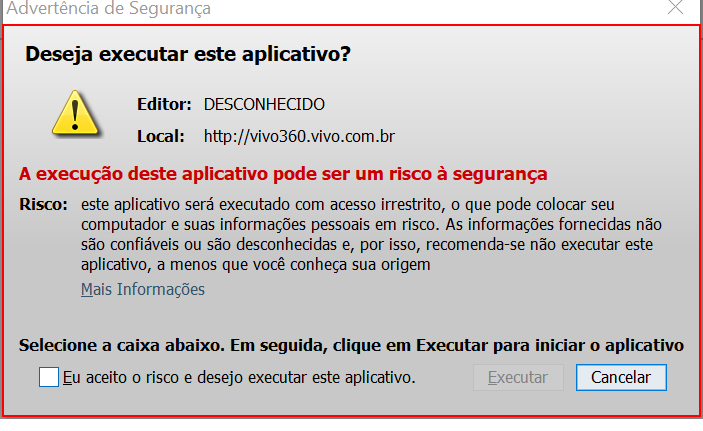 Advertência de Segurança
Deseja executar este aplicativo?
Editor: DESCONHECIDO
Local: http://vivo360.vivo.com.br
A execução deste aplicativo pode ser um risco à segurança
Risco: este aplicativo será executado com acesso irrestrito, o que pode colocar seu
computador e suas informações pessoais em risco. As informações fornecidas não
são confiáveis ou são desconhecidas e, por isso, recomenda-se não executar este
aplicativo, a menos que você conheça sua origem
Mais Informações
Selecione a caixa abaixo. Em seguida, clique em Executar para iniciar o aplicativo
Eu aceito o risco e desejo executar este aplicativo. Executar Cancelar